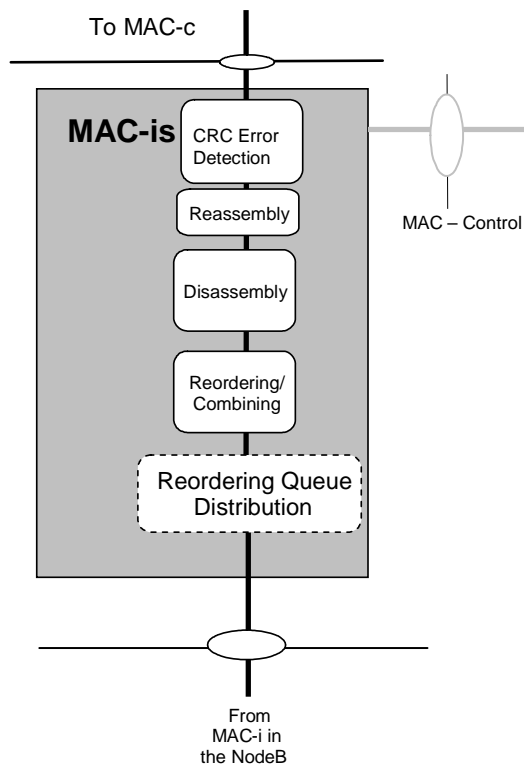 To MAC-c
MAC-is
CRC Error
Detection
Reassembly
MAC – Control
Disassembly
Reordering/
Combining
Reordering Queue
Distribution
From
MAC-i in
the NodeB